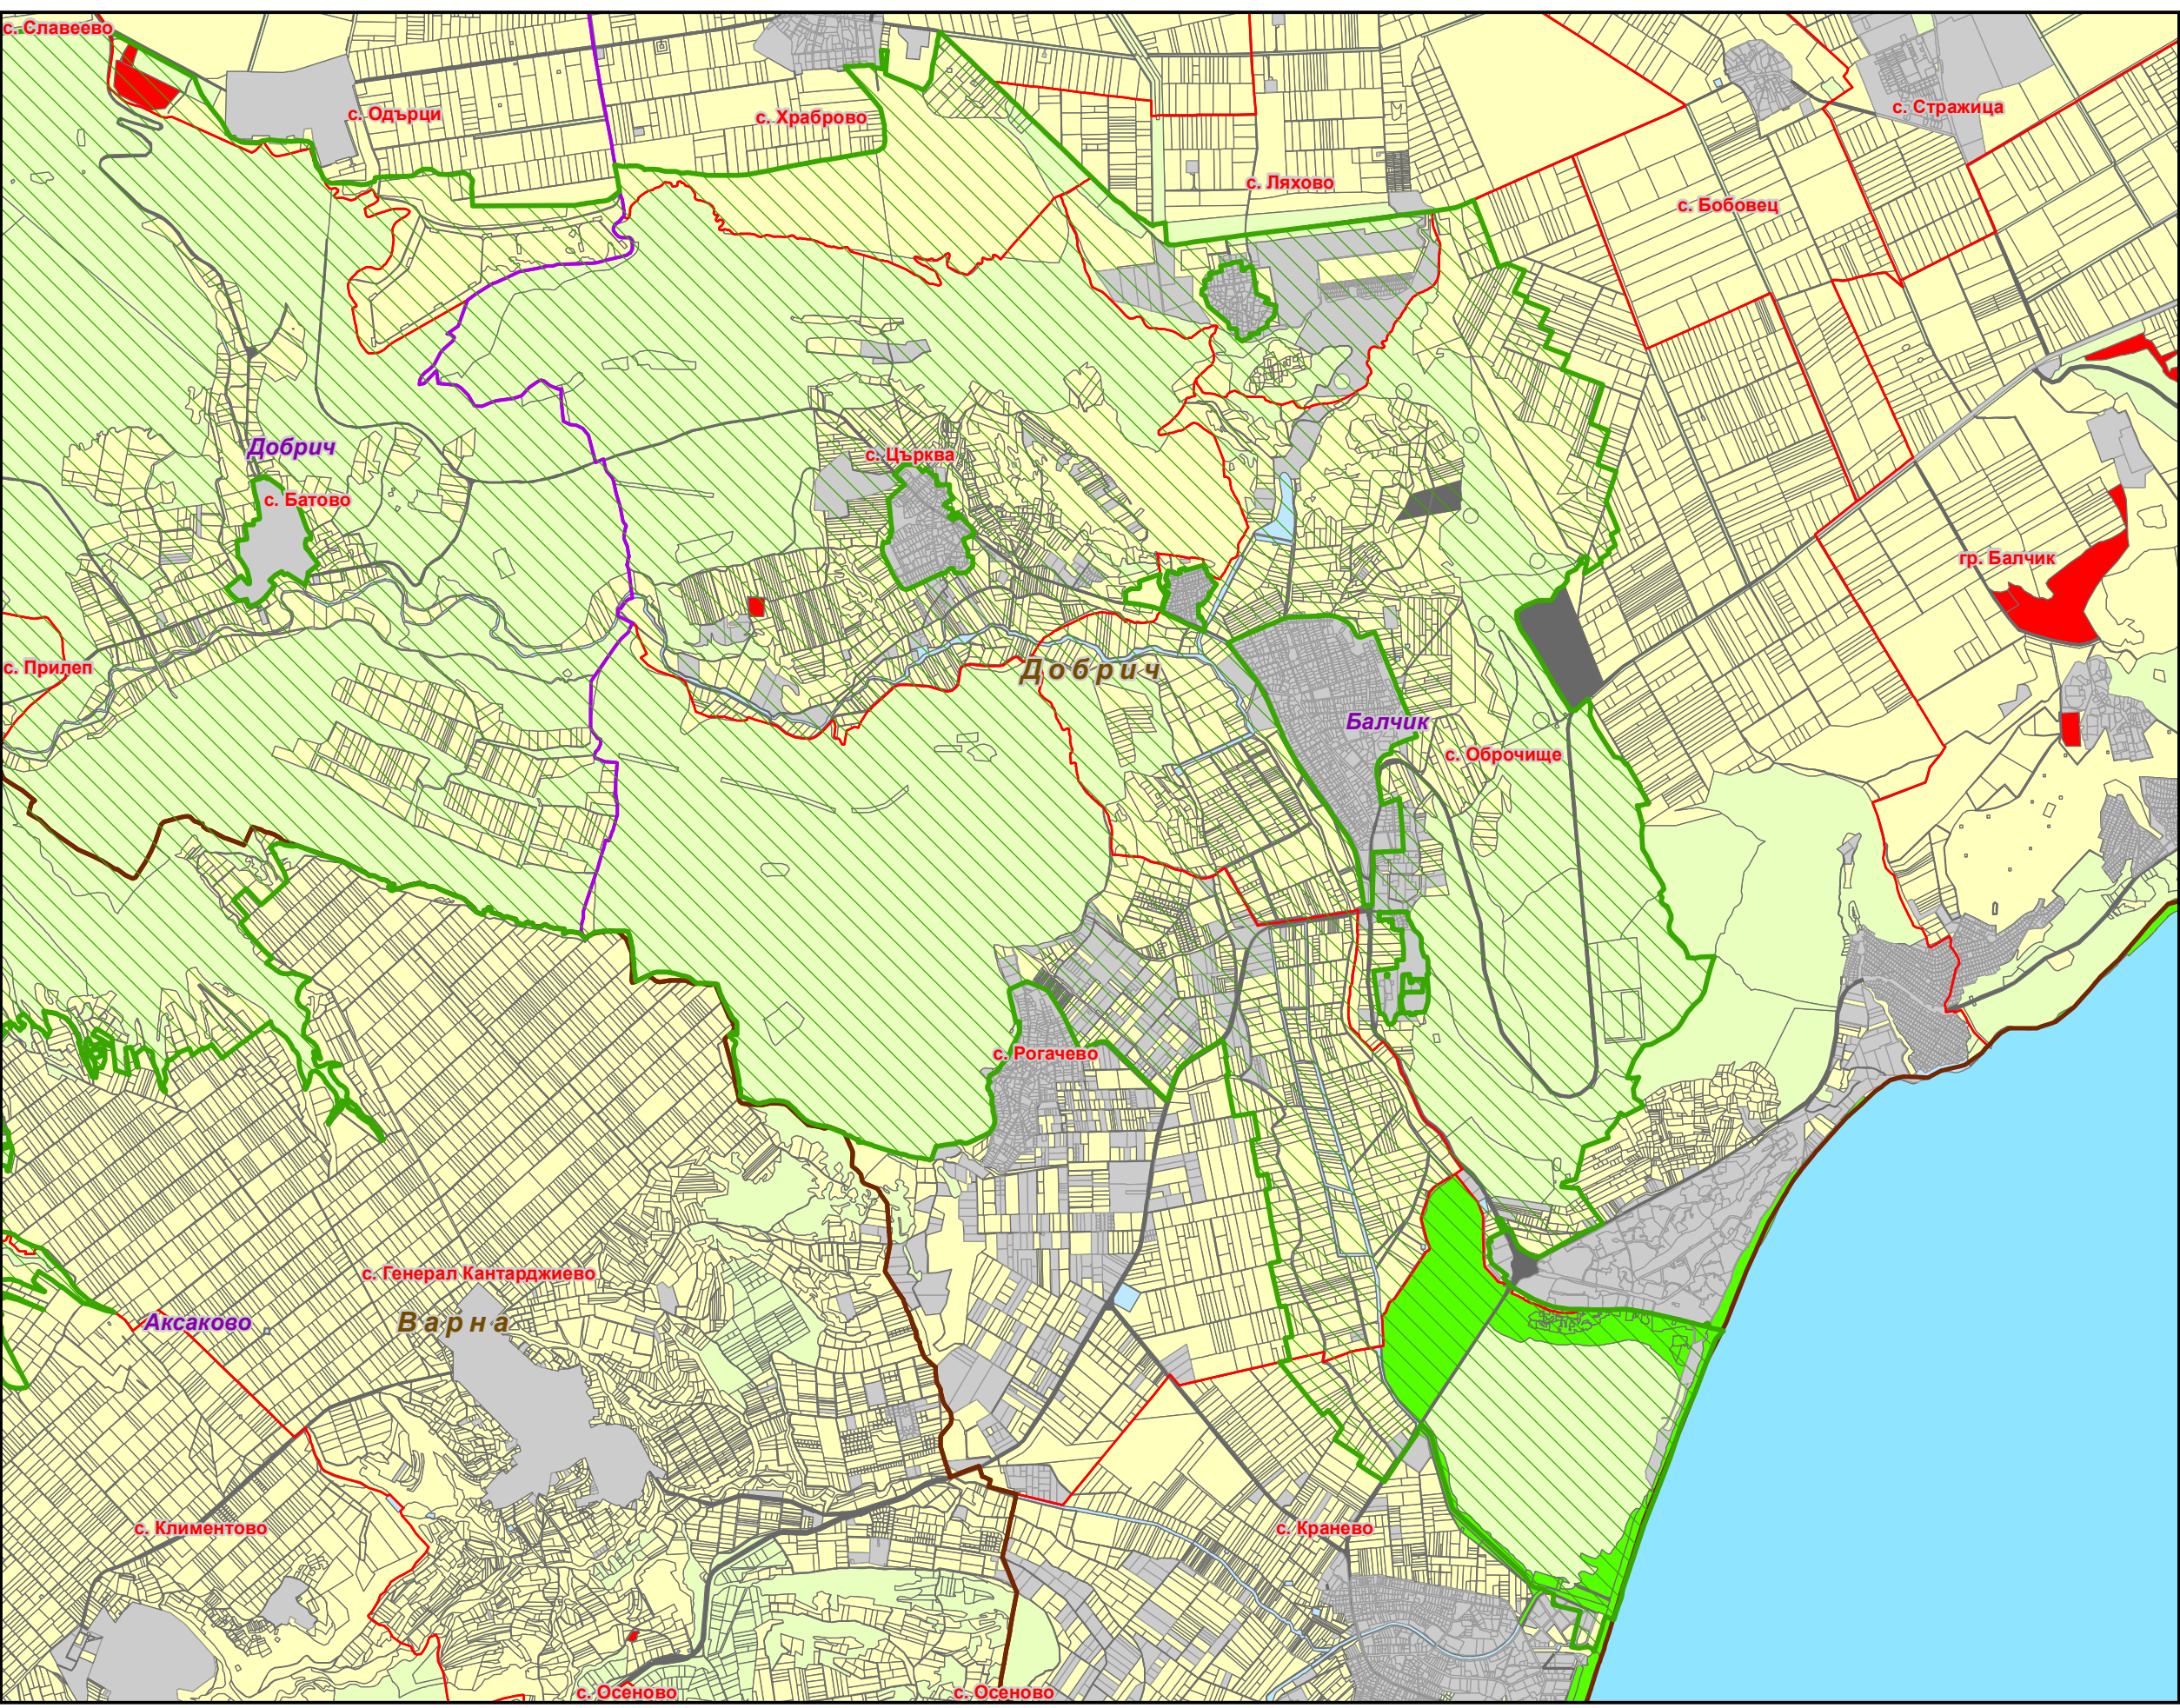 с. Славеево
с. Одърци
с. Храброво
с. Стражица
с. Ляхово
с. Бобовец
Добрич
с. Църква
с. Батово
гр. Балчик
с. Прилеп
Добрич
Балчик
с. Оброчище
с. Рогачево
с. Генерал Кантарджиево
Аксаково
Варна
с. Климентово
с. Кранево
с. Осеново
с. Осеново